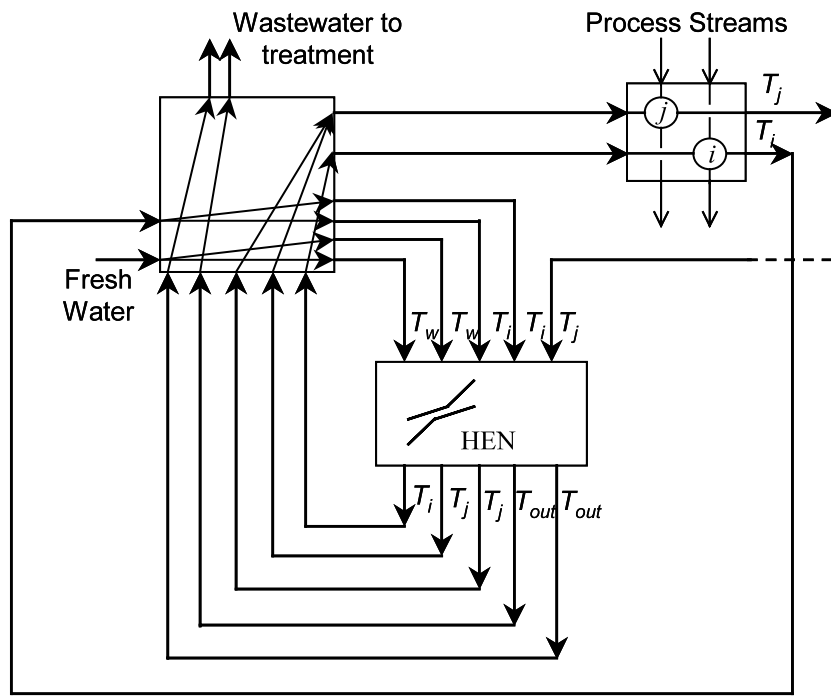 Wastewater to
treatment
Process Streams
T_j
j
T_i
i
Fresh
Water
T_w T_w T_i T_i T_j
HEN
T_i T_j T_j T_out T_out